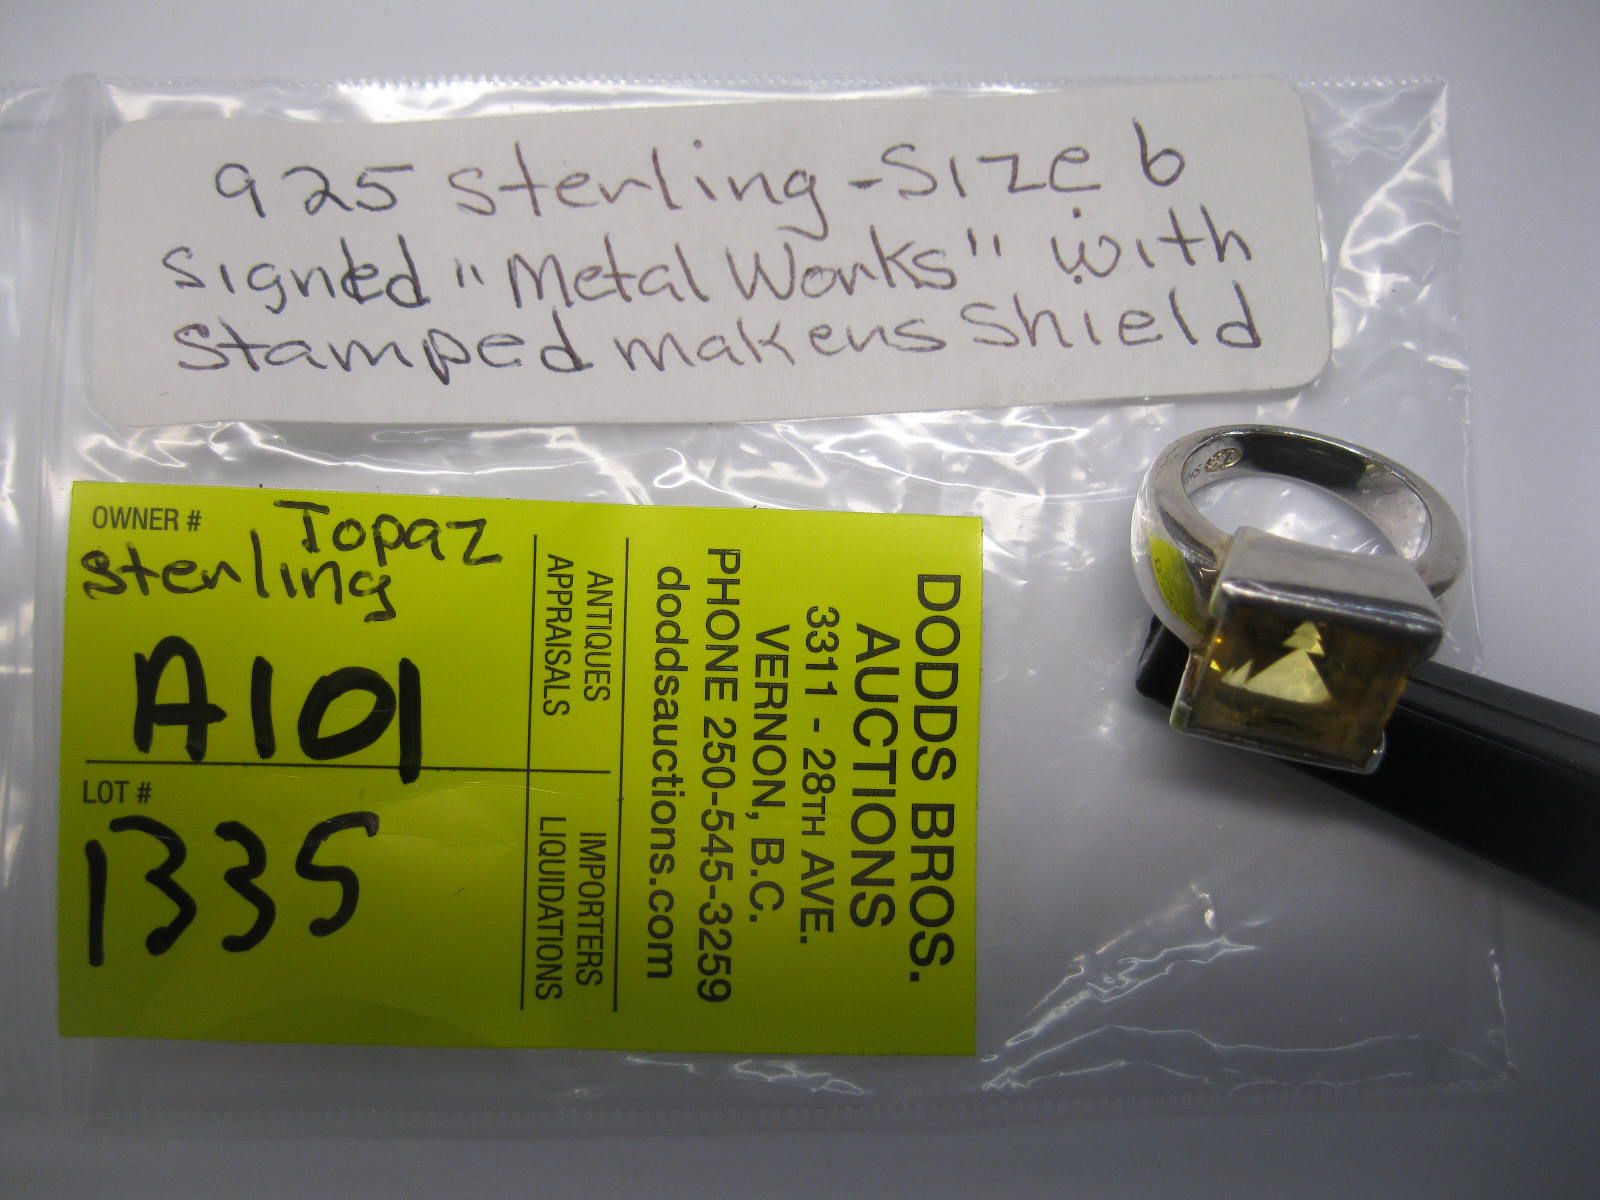 925 sterling - Size 6
signed "Metal Works" with
stamped makers shield
OWNER #
Topaz
sterling
A101
LOT #
1335
ANTIQUES
APPRAISALS
IMPORTERS
LIQUIDATIONS
DODDS BROS.
AUCTIONS
3311 - 28TH AVE.
VERNON, B.C.
PHONE 250-545-3259
doddsauctions.com